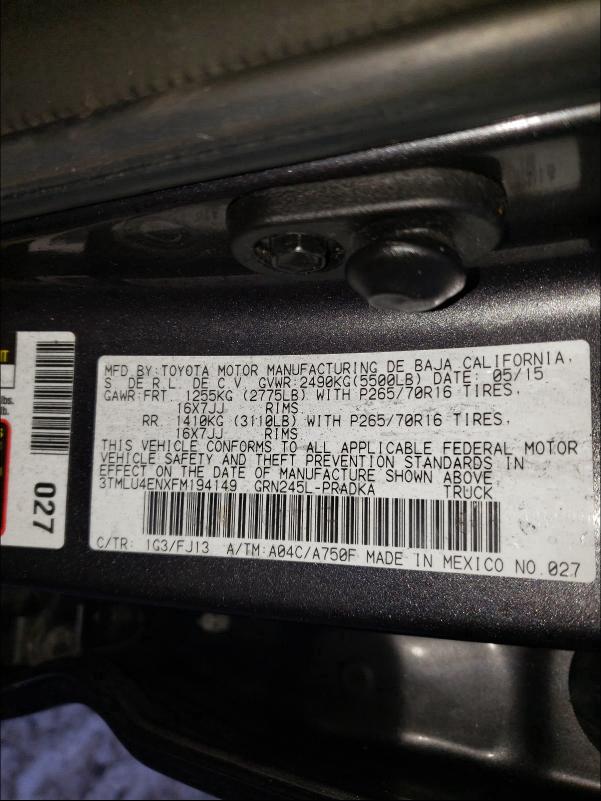 MFD BY: TOYOTA MOTOR MANUFACTURING DE BAJA CALIFORNIA,
S DE R.L. DE C.V. GVWR:2490KG(5500LB) DATE: 05/15
GAWR:FRT. 1255KG (2775LB) WITH P265/70R16 TIRES,
16X7JJ RIMS
RR. 1410KG (3110LB) WITH P265/70R16 TIRES,
16X7JJ RIMS
THIS VEHICLE CONFORMS TO ALL APPLICABLE FEDERAL MOTOR
VEHICLE SAFETY AND THEFT PREVENTION STANDARDS IN
EFFECT ON THE DATE OF MANUFACTURE SHOWN ABOVE.
3TMLU4ENXFM194149 GRN245L-PRADKA TRUCK
C/TR: 1G3/FJ13 A/TM:A04C/A750F MADE IN MEXICO NO.027
027
lbs.